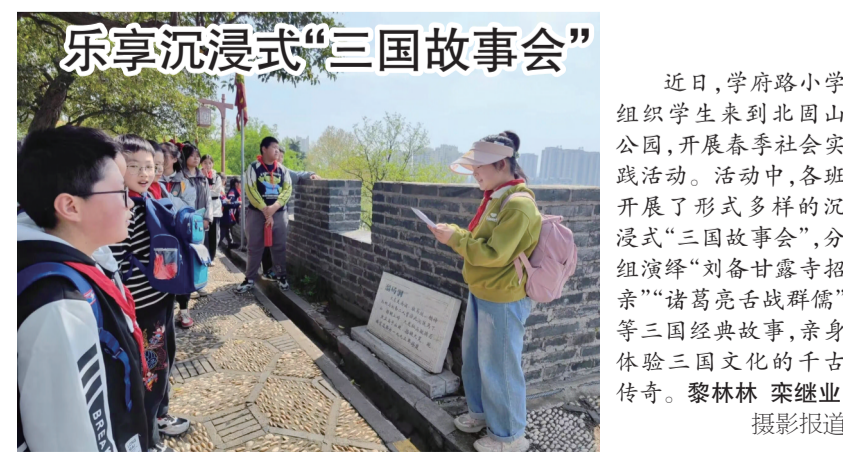 乐享沉浸式“三国故事会”
近日,学府路小学
组织学生来到北固山
公园,开展春季社会实
践活动。活动中,各班
开展了形式多样的沉
浸式“三国故事会”,分
组演绎“刘备甘露寺招
亲”“诸葛亮舌战群儒”
等三国经典故事,亲身
体验三国文化的千古
传奇。黎林林 栾继业
摄影报道
BREA